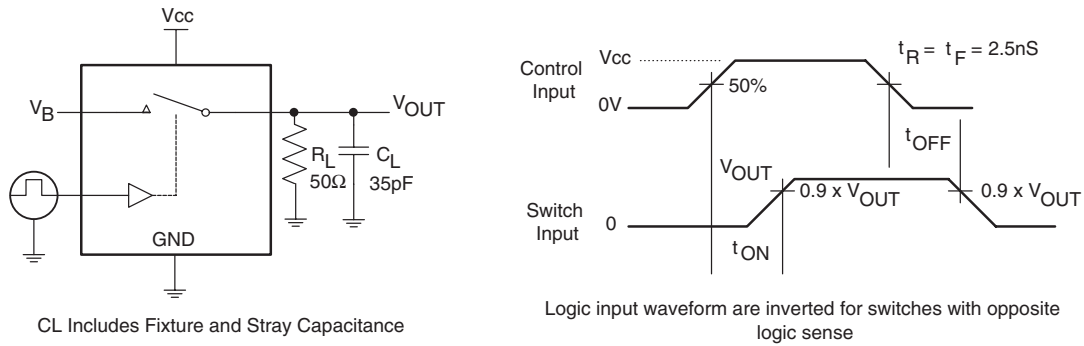 Vcc
V_B
V_OUT
R_L
50Ω
C_L
35pF
GND
CL Includes Fixture and Stray Capacitance
Control
Input
Vcc
0V
50%
t_R = t_F = 2.5nS
t_OFF
V_OUT
0.9 x V_OUT
0.9 x V_OUT
Switch
Input
0
t_ON
Logic input waveform are inverted for switches with opposite
logic sense